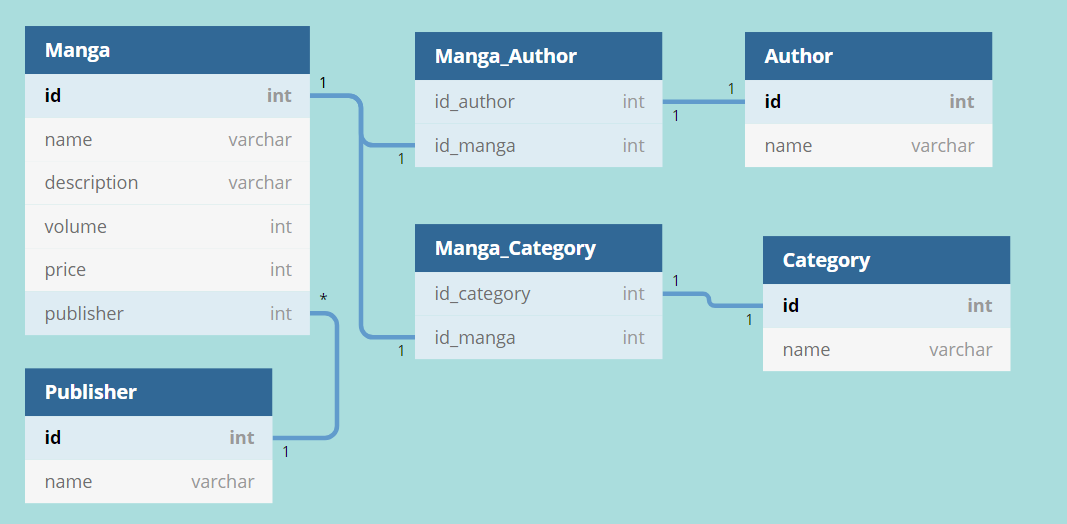 Manga
id int
name varchar
description varchar
volume int
price int
publisher int
1
*
Publisher
id int
name varchar
1
Manga_Author
id_author int
id_manga int
1
1
1
Author
id int
name varchar
Manga_Category
id_category int
id_manga int
1
1
1
Category
id int
name varchar